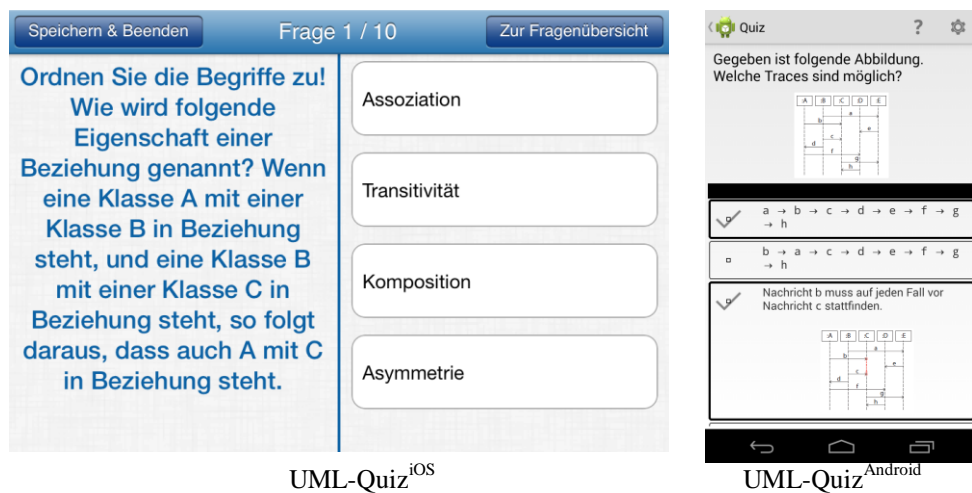 Speichern & Beenden
Frage 1 / 10
Zur Fragenübersicht
Ordnen Sie die Begriffe zu!
Wie wird folgende
Eigenschaft einer
Beziehung genannt? Wenn
eine Klasse A mit einer
Klasse B in Beziehung
steht, und eine Klasse B
mit einer Klasse C in
Beziehung steht, so folgt
daraus, dass auch A mit C
in Beziehung steht.
Assoziation
Transitivität
Komposition
Asymmetrie
UML-Quiz^iOS
Quiz
?
Gegeben ist folgende Abbildung.
Welche Traces sind möglich?
:A :B :C :D :E
a
b
e
c
d
f
g
h
a → b → c → d → e → f → g
→ h
b → a → c → d → e → f → g
→ h
Nachricht b muss auf jeden Fall vor
Nachricht c stattfinden.
:A :B :C :D :E
a
b
e
c
d
f
g
h
UML-Quiz^Android